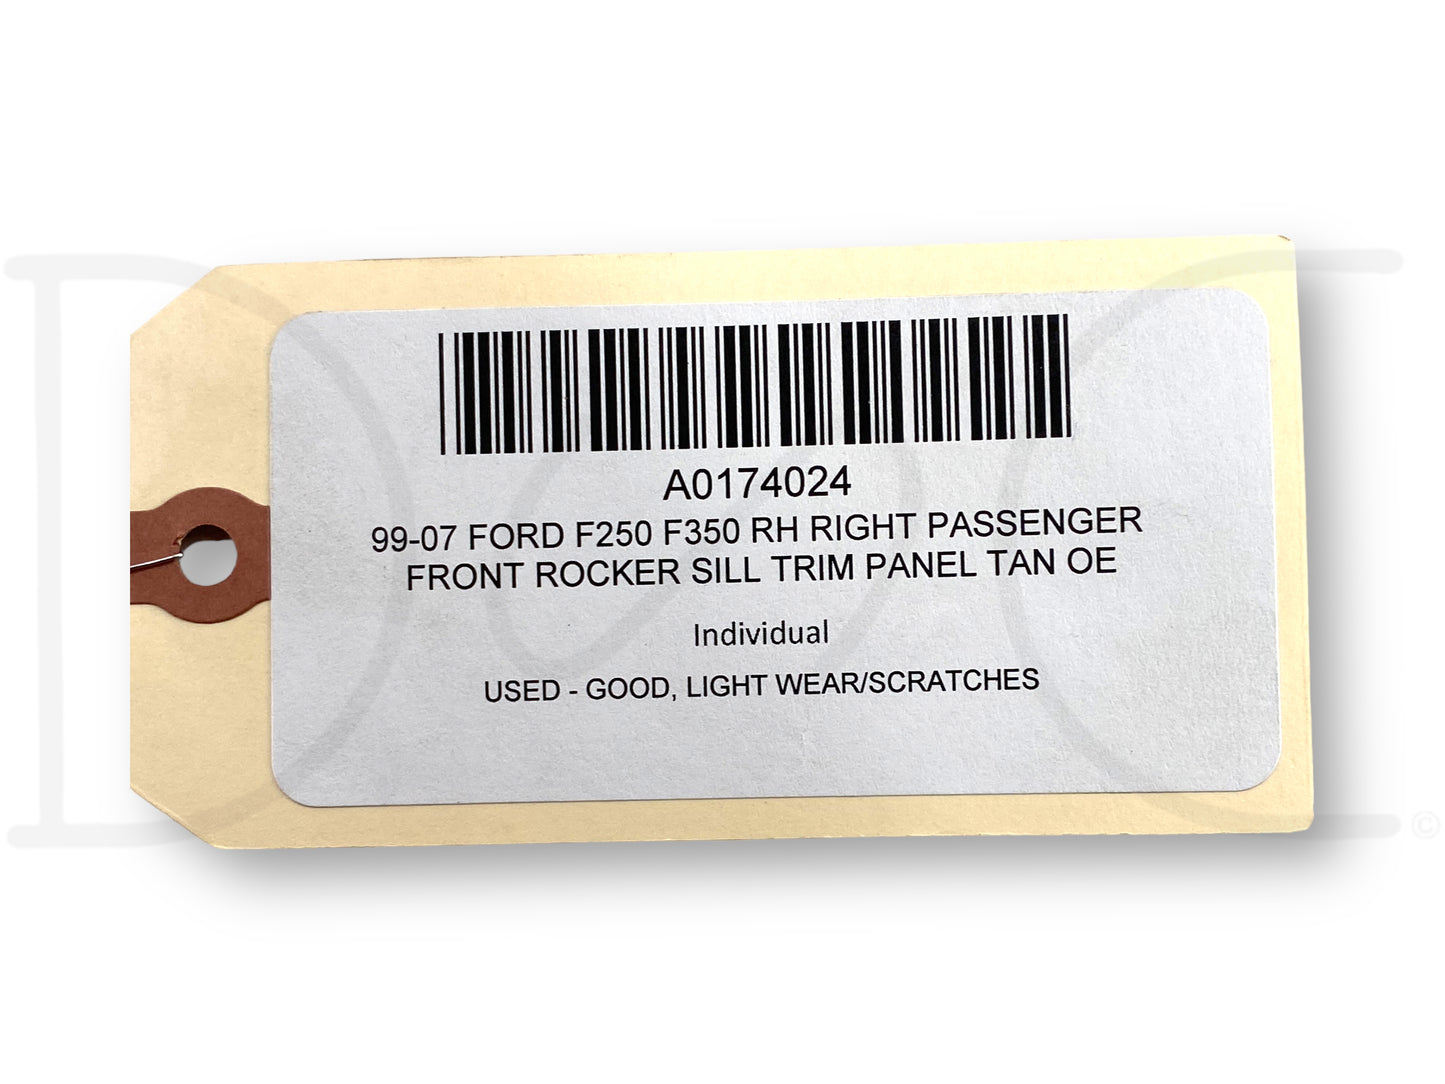 A0174024
99-07 FORD F250 F350 RH RIGHT PASSENGER
FRONT ROCKER SILL TRIM PANEL TAN OE
Individual
USED - GOOD, LIGHT WEAR/SCRATCHES
©